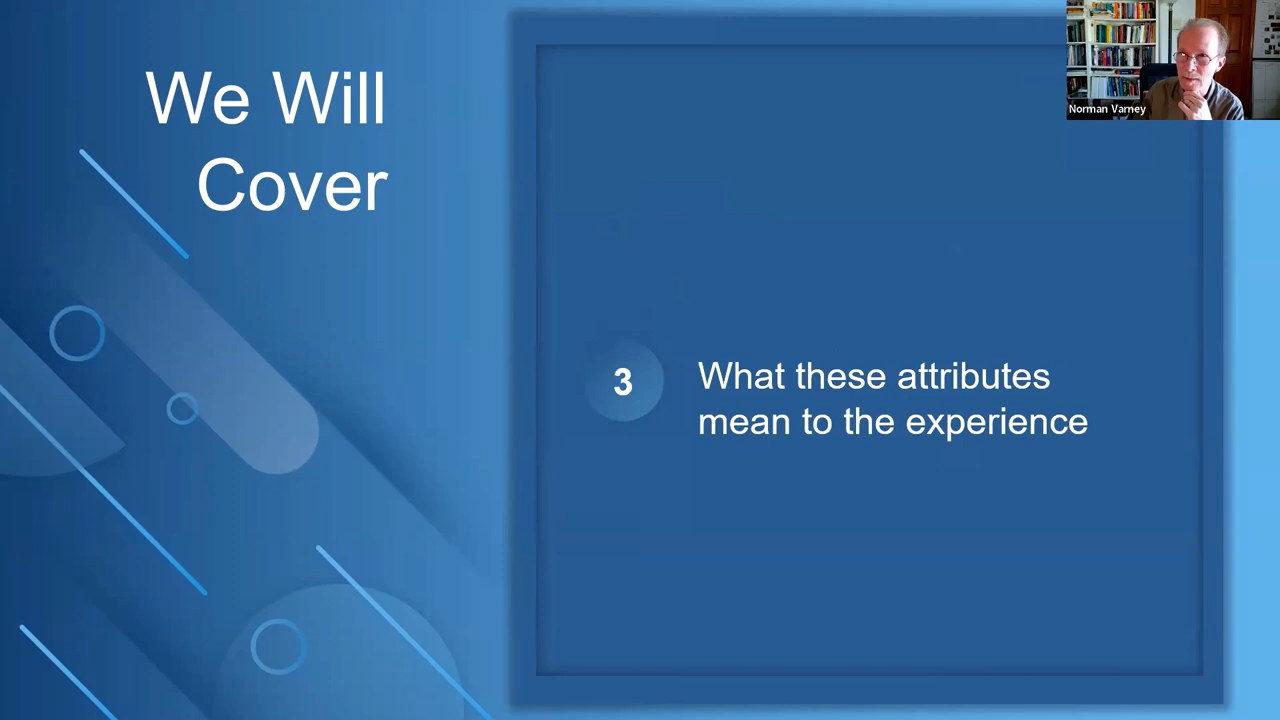 We Will
Cover
3
What these attributes
mean to the experience
Norman Varney